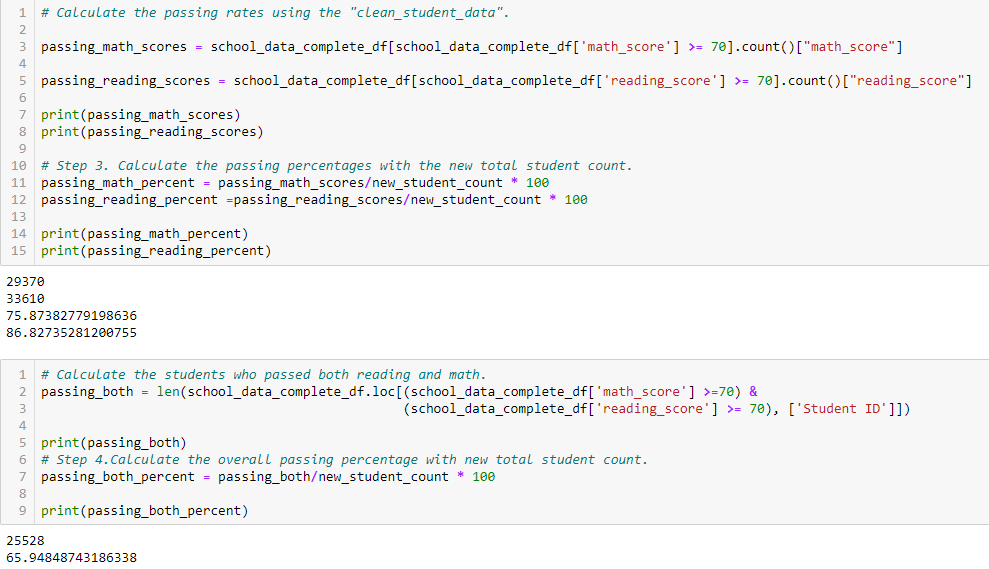 1 # Calculate the passing rates using the "clean_student_data".
2
3 passing_math_scores = school_data_complete_df[school_data_complete_df['math_score'] >= 70].count()["math_score"]
4
5 passing_reading_scores = school_data_complete_df[school_data_complete_df['reading_score'] >= 70].count()["reading_score"]
6
7 print(passing_math_scores)
8 print(passing_reading_scores)
9
10 # Step 3. Calculate the passing percentages with the new total student count.
11 passing_math_percent = passing_math_scores/new_student_count * 100
12 passing_reading_percent =passing_reading_scores/new_student_count * 100
13
14 print(passing_math_percent)
15 print(passing_reading_percent)
29370
33610
75.87382779198636
86.82735281200755
1 # Calculate the students who passed both reading and math.
2 passing_both = len(school_data_complete_df.loc[(school_data_complete_df['math_score'] >=70) &
3 (school_data_complete_df['reading_score'] >= 70), ['Student ID']])
4
5 print(passing_both)
6 # Step 4.Calculate the overall passing percentage with new total student count.
7 passing_both_percent = passing_both/new_student_count * 100
8
9 print(passing_both_percent)
25528
65.94848743186338